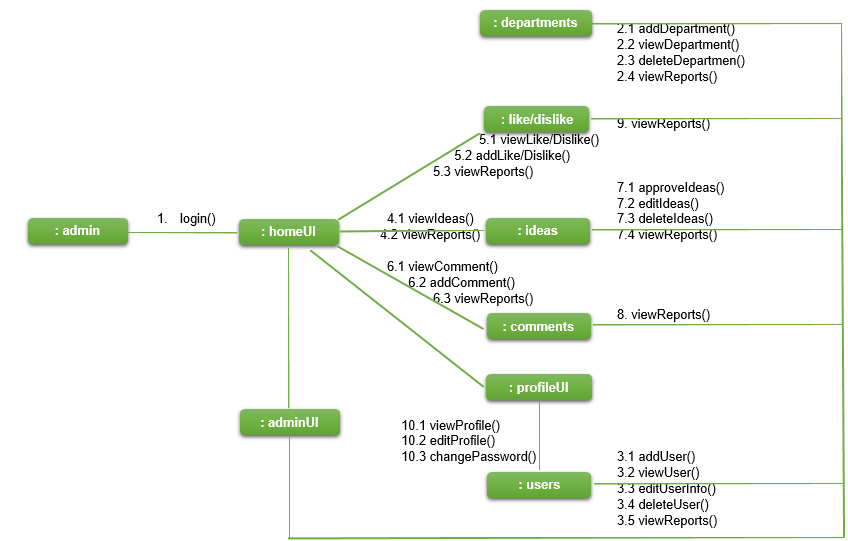 : departments
2.1 addDepartment()
2.2 viewDepartment()
2.3 deleteDepartmen()
2.4 viewReports()
: like/dislike
9. viewReports()
5.1 viewLike/Dislike()
5.2 addLike/Dislike()
5.3 viewReports()
7.1 approveIdeas()
7.2 editIdeas()
7.3 deleteIdeas()
7.4 viewReports()
: admin
1. login()
: homeUI
4.1 viewIdeas()
4.2 viewReports()
: ideas
6.1 viewComment()
6.2 addComment()
6.3 viewReports()
8. viewReports()
: comments
: profileUI
: adminUI
10.1 viewProfile()
10.2 editProfile()
10.3 changePassword()
: users
3.1 addUser()
3.2 viewUser()
3.3 editUserInfo()
3.4 deleteUser()
3.5 viewReports()